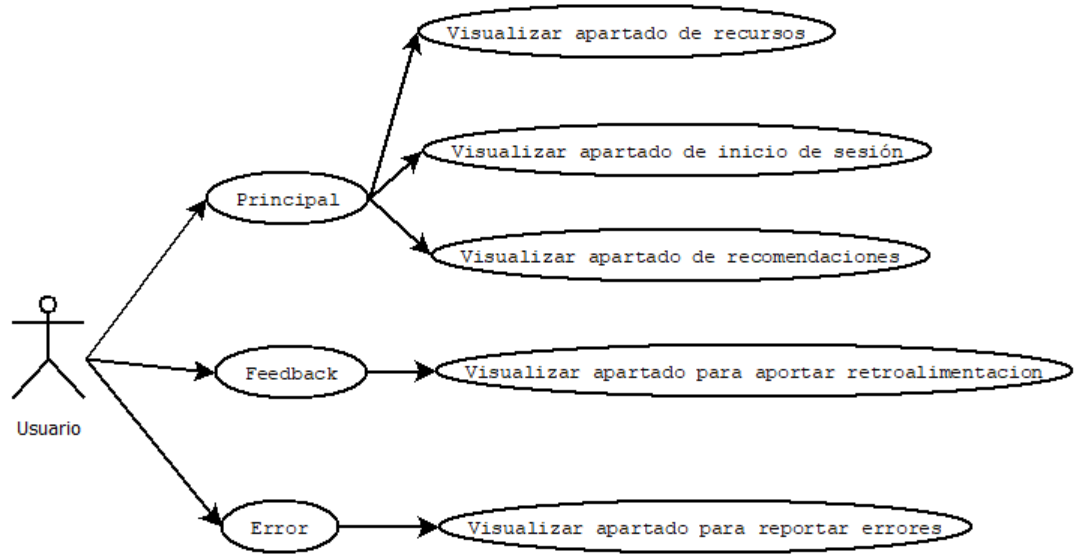 Visualizar apartado de recursos
Visualizar apartado de inicio de sesión
Principal
Visualizar apartado de recomendaciones
Feedback
Visualizar apartado para aportar retroalimentacion
Usuario
Error
Visualizar apartado para reportar errores